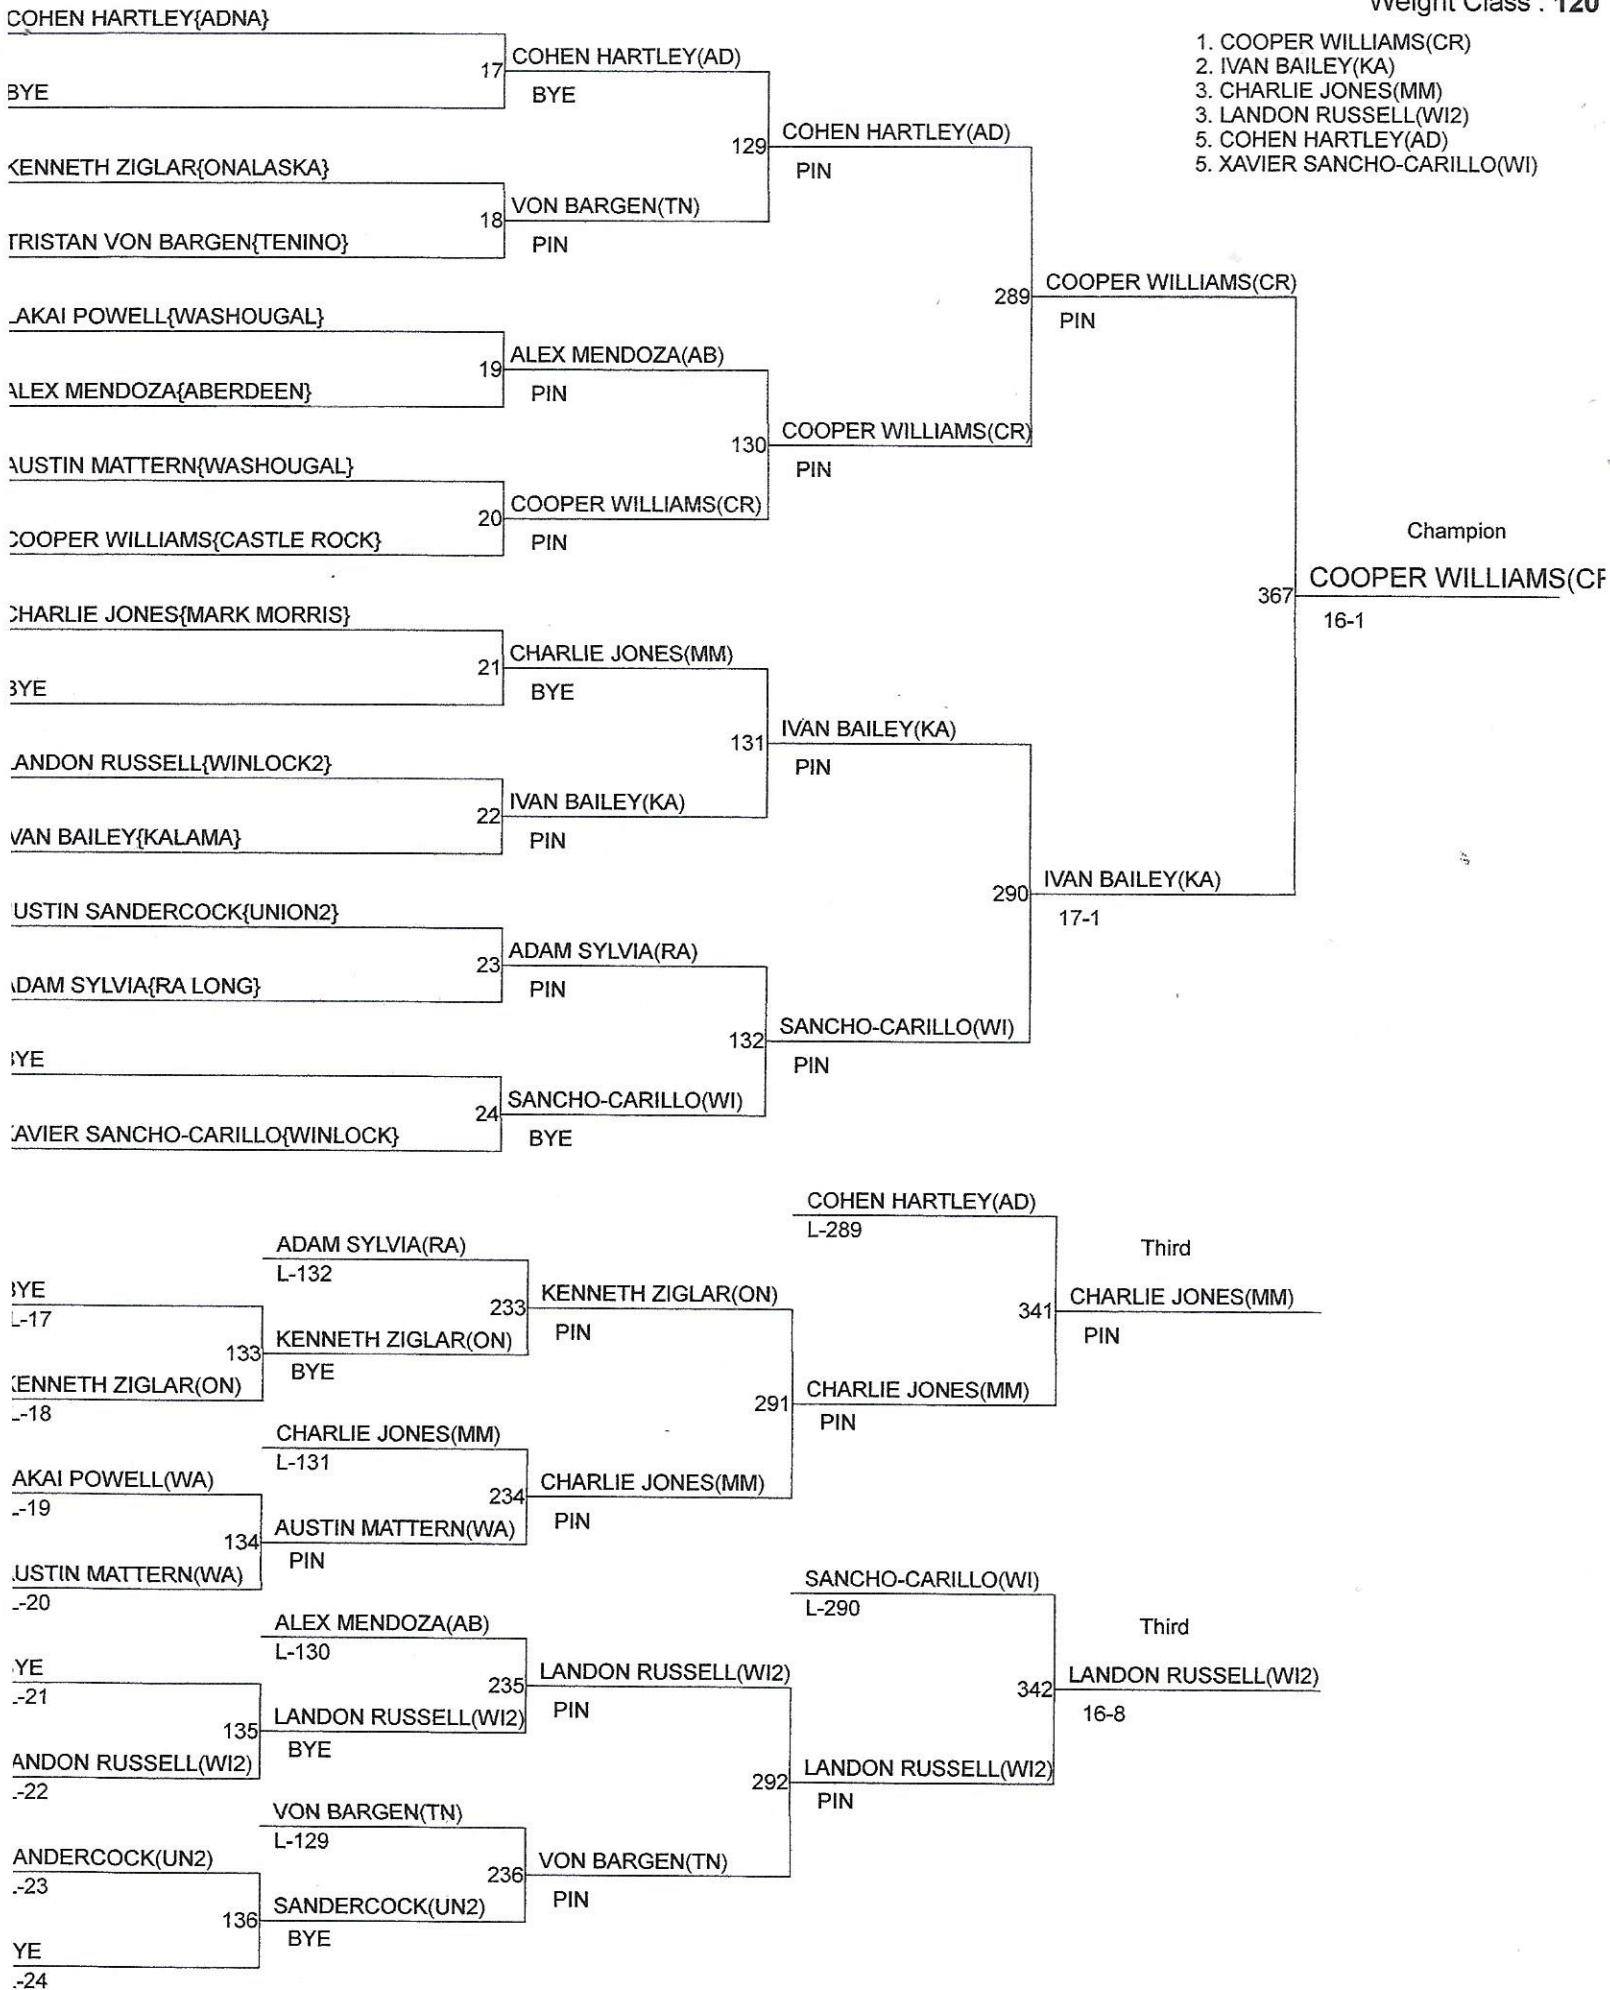 Weight Class : 120
1. COOPER WILLIAMS(CR)
2. IVAN BAILEY(KA)
3. CHARLIE JONES(MM)
3. LANDON RUSSELL(WI2)
5. COHEN HARTLEY(AD)
5. XAVIER SANCHO-CARILLO(WI)
COHEN HARTLEY{ADNA}
17
COHEN HARTLEY(AD)
BYE
BYE
129
COHEN HARTLEY(AD)
PIN
KENNETH ZIGLAR{ONALASKA}
18
VON BARGEN(TN)
PIN
TRISTAN VON BARGEN{TENINO}
289
COOPER WILLIAMS(CR)
PIN
LAKAI POWELL{WASHOUGAL}
19
ALEX MENDOZA(AB)
PIN
ALEX MENDOZA{ABERDEEN}
130
COOPER WILLIAMS(CR)
PIN
AUSTIN MATTERN{WASHOUGAL}
20
COOPER WILLIAMS(CR)
PIN
COOPER WILLIAMS{CASTLE ROCK}
Champion
367
COOPER WILLIAMS(CR
16-1
CHARLIE JONES{MARK MORRIS}
21
CHARLIE JONES(MM)
BYE
BYE
131
IVAN BAILEY(KA)
PIN
LANDON RUSSELL{WINLOCK2}
22
IVAN BAILEY(KA)
PIN
IVAN BAILEY{KALAMA}
290
IVAN BAILEY(KA)
17-1
USTIN SANDERCOCK{UNION2}
23
ADAM SYLVIA(RA)
PIN
ADAM SYLVIA{RA LONG}
132
SANCHO-CARILLO(WI)
PIN
BYE
24
SANCHO-CARILLO(WI)
BYE
XAVIER SANCHO-CARILLO{WINLOCK}
COHEN HARTLEY(AD)
L-289
Third
341
CHARLIE JONES(MM)
PIN
ADAM SYLVIA(RA)
L-132
BYE
L-17
233
KENNETH ZIGLAR(ON)
PIN
133
KENNETH ZIGLAR(ON)
BYE
KENNETH ZIGLAR(ON)
L-18
291
CHARLIE JONES(MM)
PIN
CHARLIE JONES(MM)
L-131
AKAI POWELL(WA)
L-19
234
CHARLIE JONES(MM)
PIN
134
AUSTIN MATTERN(WA)
PIN
AUSTIN MATTERN(WA)
L-20
SANCHO-CARILLO(WI)
L-290
Third
342
LANDON RUSSELL(WI2)
16-8
ALEX MENDOZA(AB)
L-130
YE
-21
235
LANDON RUSSELL(WI2)
PIN
135
LANDON RUSSELL(WI2)
BYE
ANDON RUSSELL(WI2)
-22
292
LANDON RUSSELL(WI2)
PIN
VON BARGEN(TN)
L-129
ANDERCOCK(UN2)
-23
236
VON BARGEN(TN)
PIN
136
SANDERCOCK(UN2)
BYE
YE
-24